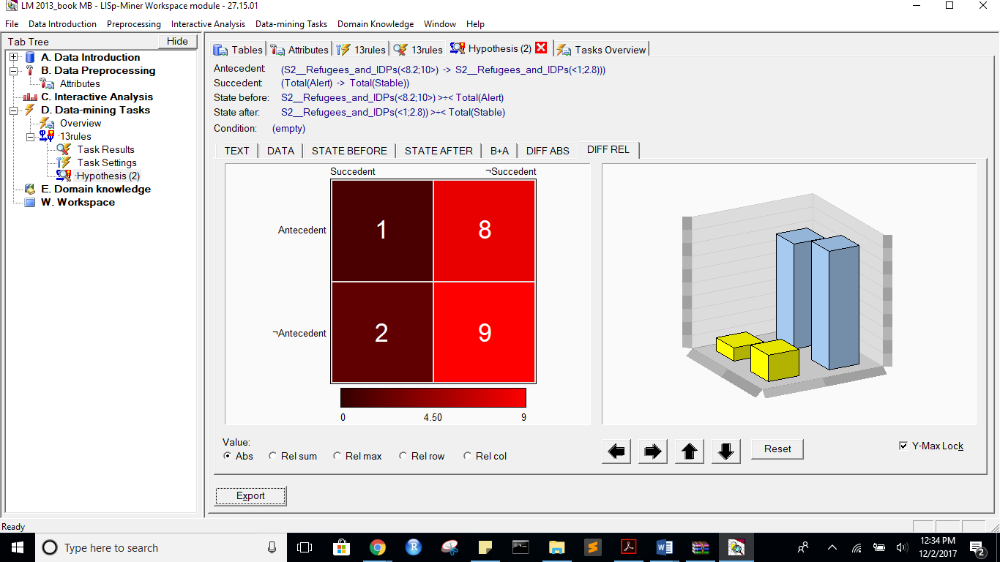 LM 2013_book MB - LISp-Miner Workspace module - 27.15.01
File Data Introduction Preprocessing Interactive Analysis Data-mining Tasks Domain Knowledge Window Help
Tab Tree Hide
A. Data Introduction
B. Data Preprocessing
Attributes
C. Interactive Analysis
D. Data-mining Tasks
Overview
·13rules
Task Results
Task Settings
·Hypothesis (2)
E. Domain knowledge
W. Workspace
Tables Attributes 13rules 13rules Hypothesis (2) Tasks Overview
Antecedent: (S2__Refugees_and_IDPs(<8.2;10>) -> S2__Refugees_and_IDPs(<1;2.8)))
Succedent: (Total(Alert) -> Total(Stable))
State before: S2__Refugees_and_IDPs(<8.2;10>) >÷< Total(Alert)
State after: S2__Refugees_and_IDPs(<1;2.8)) >÷< Total(Stable)
Condition: (empty)
TEXT DATA STATE BEFORE STATE AFTER B+A DIFF ABS DIFF REL
Succedent ¬Succedent
Antecedent 1 8
¬Antecedent 2 9
0 4.50 9
Value:
Abs Rel sum Rel max Rel row Rel col
Reset
Y-Max Lock
Export
Ready
Type here to search
12:34 PM
12/2/2017
2